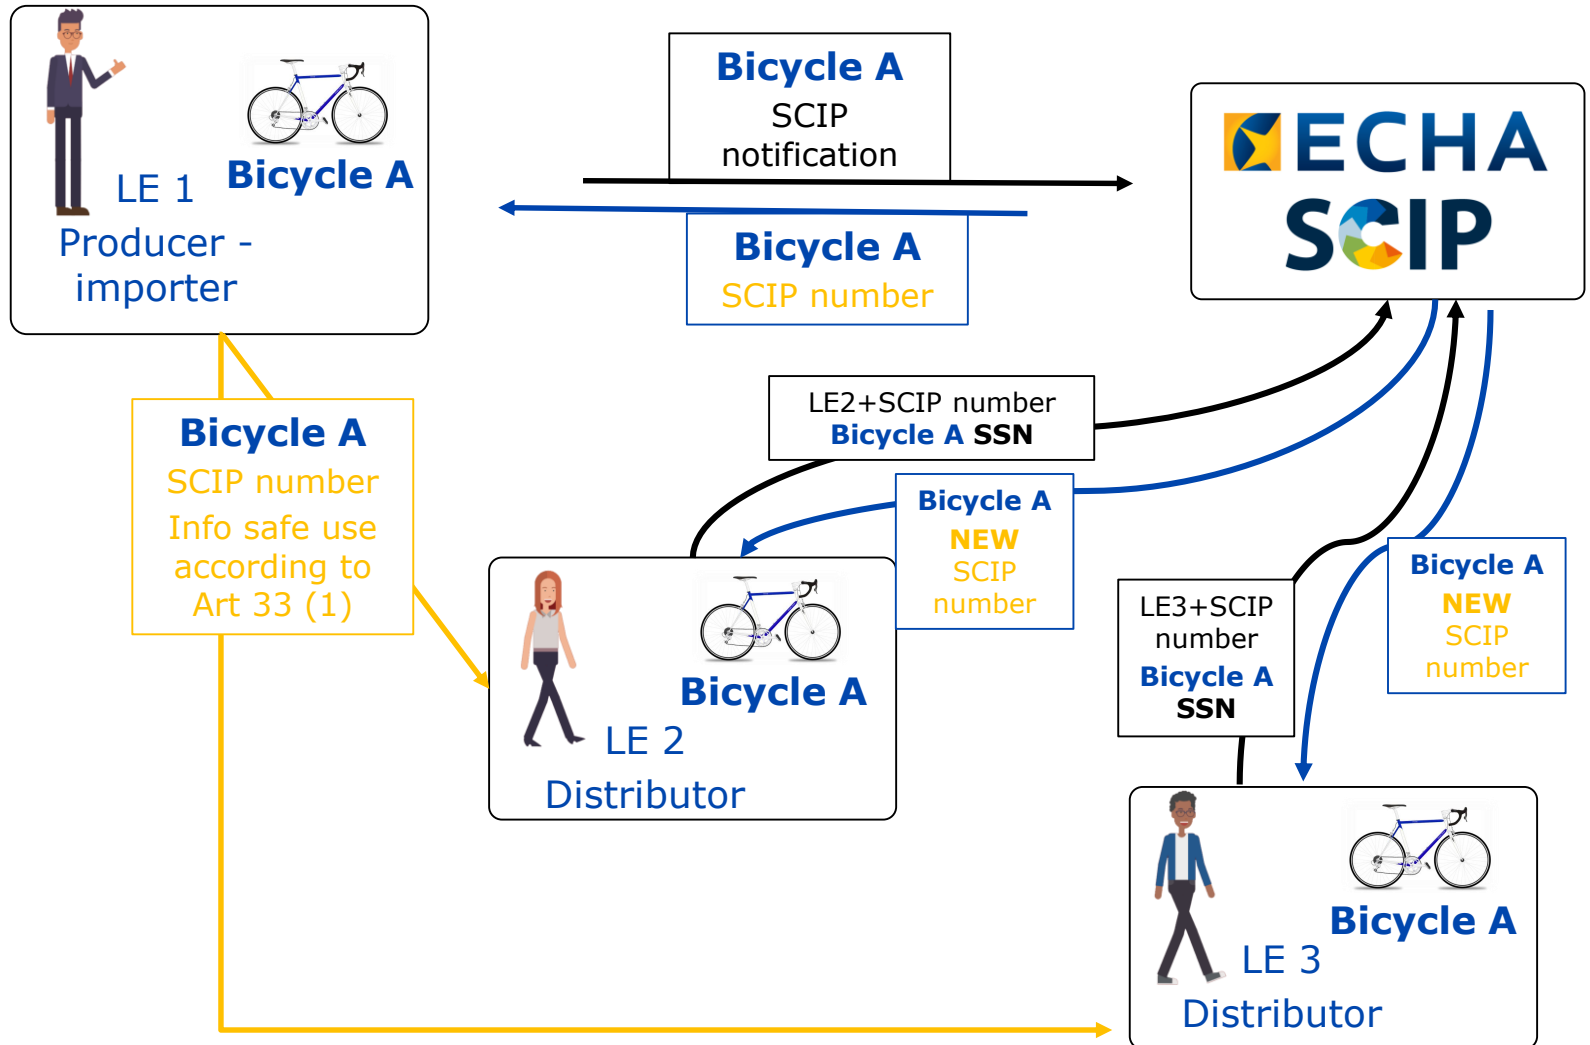 Bicycle A
LE 1
Producer -
importer
Bicycle A
SCIP
notification
Bicycle A
SCIP number
ECHA
SCIP
Bicycle A
SCIP number
Info safe use
according to
Art 33 (1)
LE2+SCIP number
Bicycle A SSN
Bicycle A
NEW
SCIP
number
Bicycle A
LE 2
Distributor
LE3+SCIP
number
Bicycle A
SSN
Bicycle A
NEW
SCIP
number
Bicycle A
LE 3
Distributor